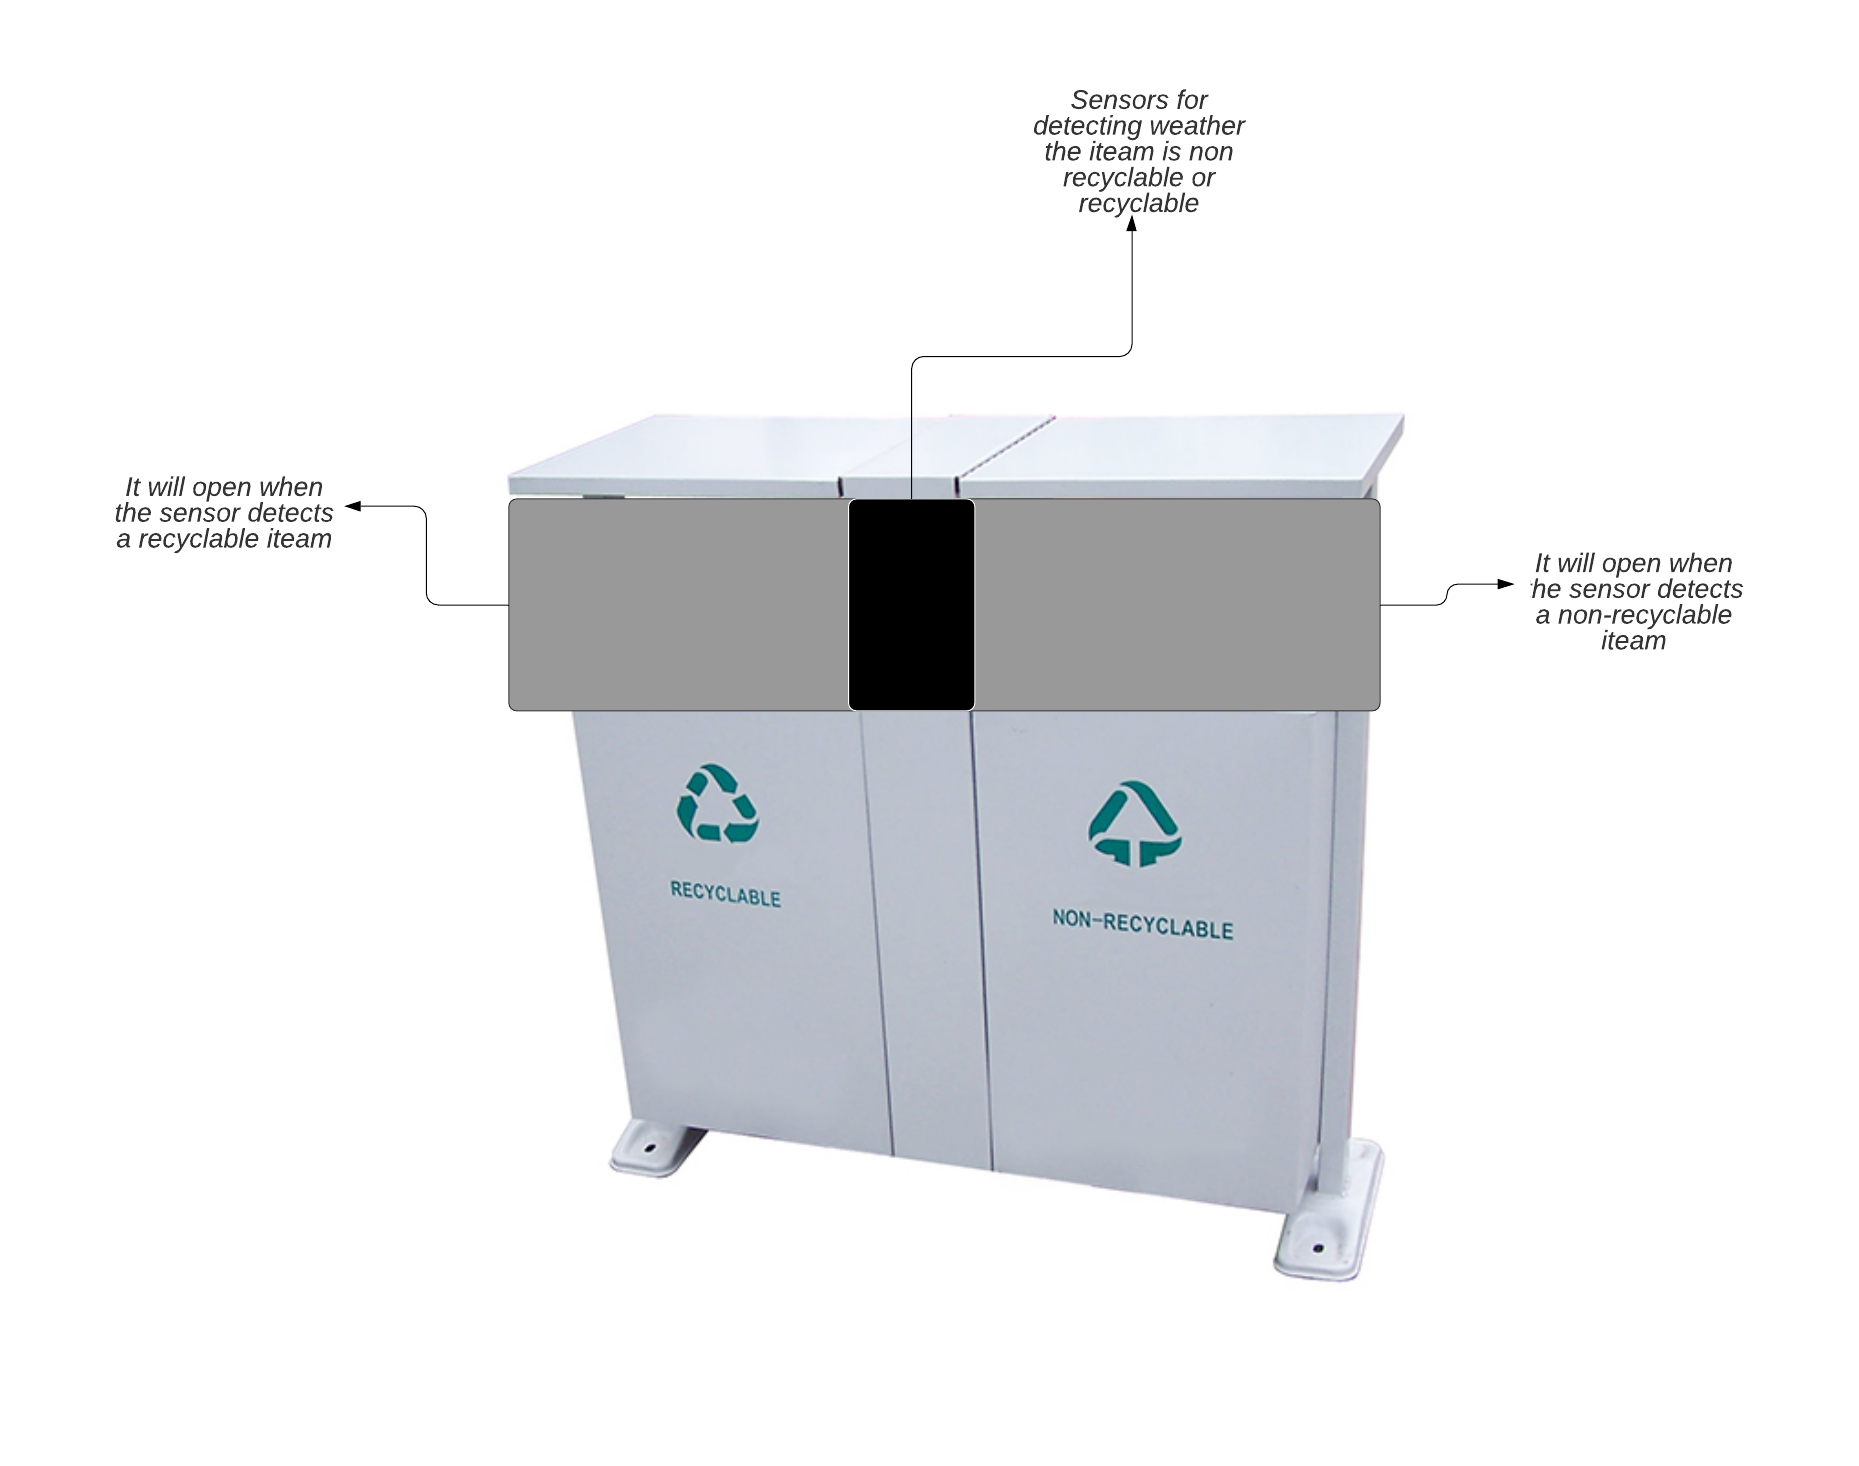 Sensors for
detecting weather
the iteam is non
recyclable or
recyclable
It will open when
the sensor detects
a recyclable iteam
It will open when
he sensor detects
a non-recyclable
iteam
RECYCLABLE
NON-RECYCLABLE